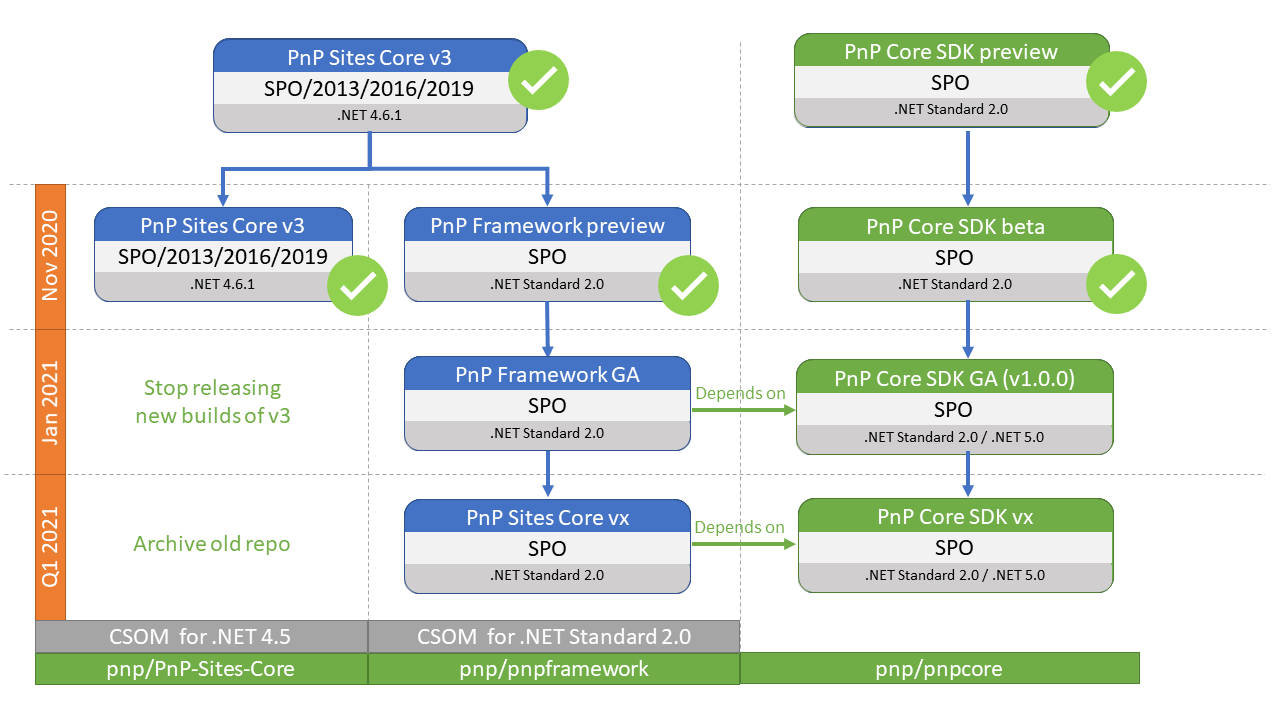 PnP Sites Core v3
SPO/2013/2016/2019
.NET 4.6.1
PnP Core SDK preview
SPO
.NET Standard 2.0
Nov 2020
PnP Sites Core v3
SPO/2013/2016/2019
.NET 4.6.1
PnP Framework preview
SPO
.NET Standard 2.0
PnP Core SDK beta
SPO
.NET Standard 2.0
Jan 2021
Stop releasing
new builds of v3
PnP Framework GA
SPO
.NET Standard 2.0
Depends on
PnP Core SDK GA (v1.0.0)
SPO
.NET Standard 2.0 / .NET 5.0
Q1 2021
Archive old repo
PnP Sites Core vx
SPO
.NET Standard 2.0
Depends on
PnP Core SDK vx
SPO
.NET Standard 2.0 / .NET 5.0
CSOM for .NET 4.5
CSOM for .NET Standard 2.0
pnp/PnP-Sites-Core
pnp/pnpframework
pnp/pnpcore